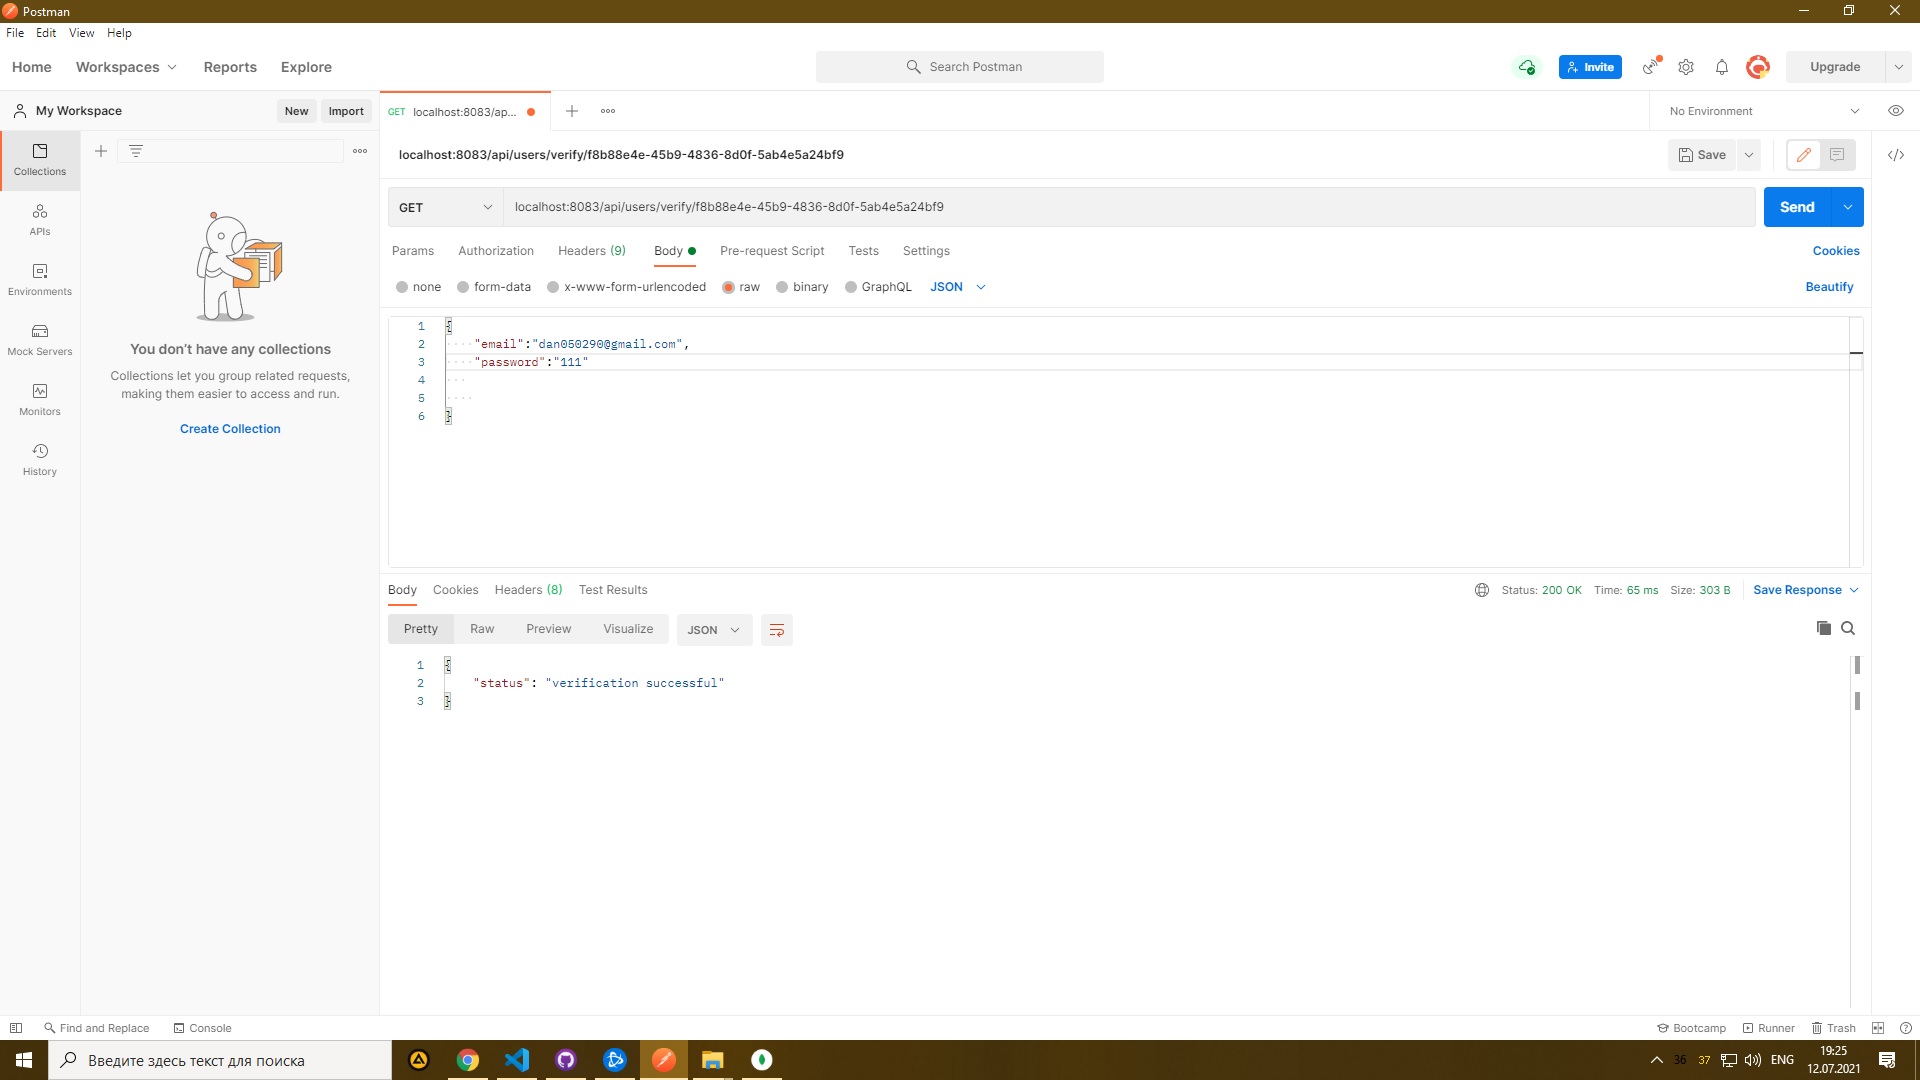 Postman
File Edit View Help
Home Workspaces Reports Explore
Search Postman
Invite
Upgrade
My Workspace
New
Import
GET localhost:8083/ap...
No Environment
Collections
APIs
Environments
Mock Servers
Monitors
History
You don't have any collections
Collections let you group related requests,
making them easier to access and run.
Create Collection
localhost:8083/api/users/verify/f8b88e4e-45b9-4836-8d0f-5ab4e5a24bf9
Save
GET
localhost:8083/api/users/verify/f8b88e4e-45b9-4836-8d0f-5ab4e5a24bf9
Send
Params Authorization Headers (9) Body Pre-request Script Tests Settings
Cookies
none form-data x-www-form-urlencoded raw binary GraphQL JSON
Beautify
1 {
2 "email":"dan050290@gmail.com",
3 "password":"111"
4
5
6 }
Body Cookies Headers (8) Test Results
Status: 200 OK Time: 65 ms Size: 303 B
Save Response
Pretty Raw Preview Visualize JSON
1 {
2 "status": "verification successful"
3 }
Find and Replace Console
Bootcamp Runner Trash
Введите здесь текст для поиска
36 37 ENG
19:25
12.07.2021